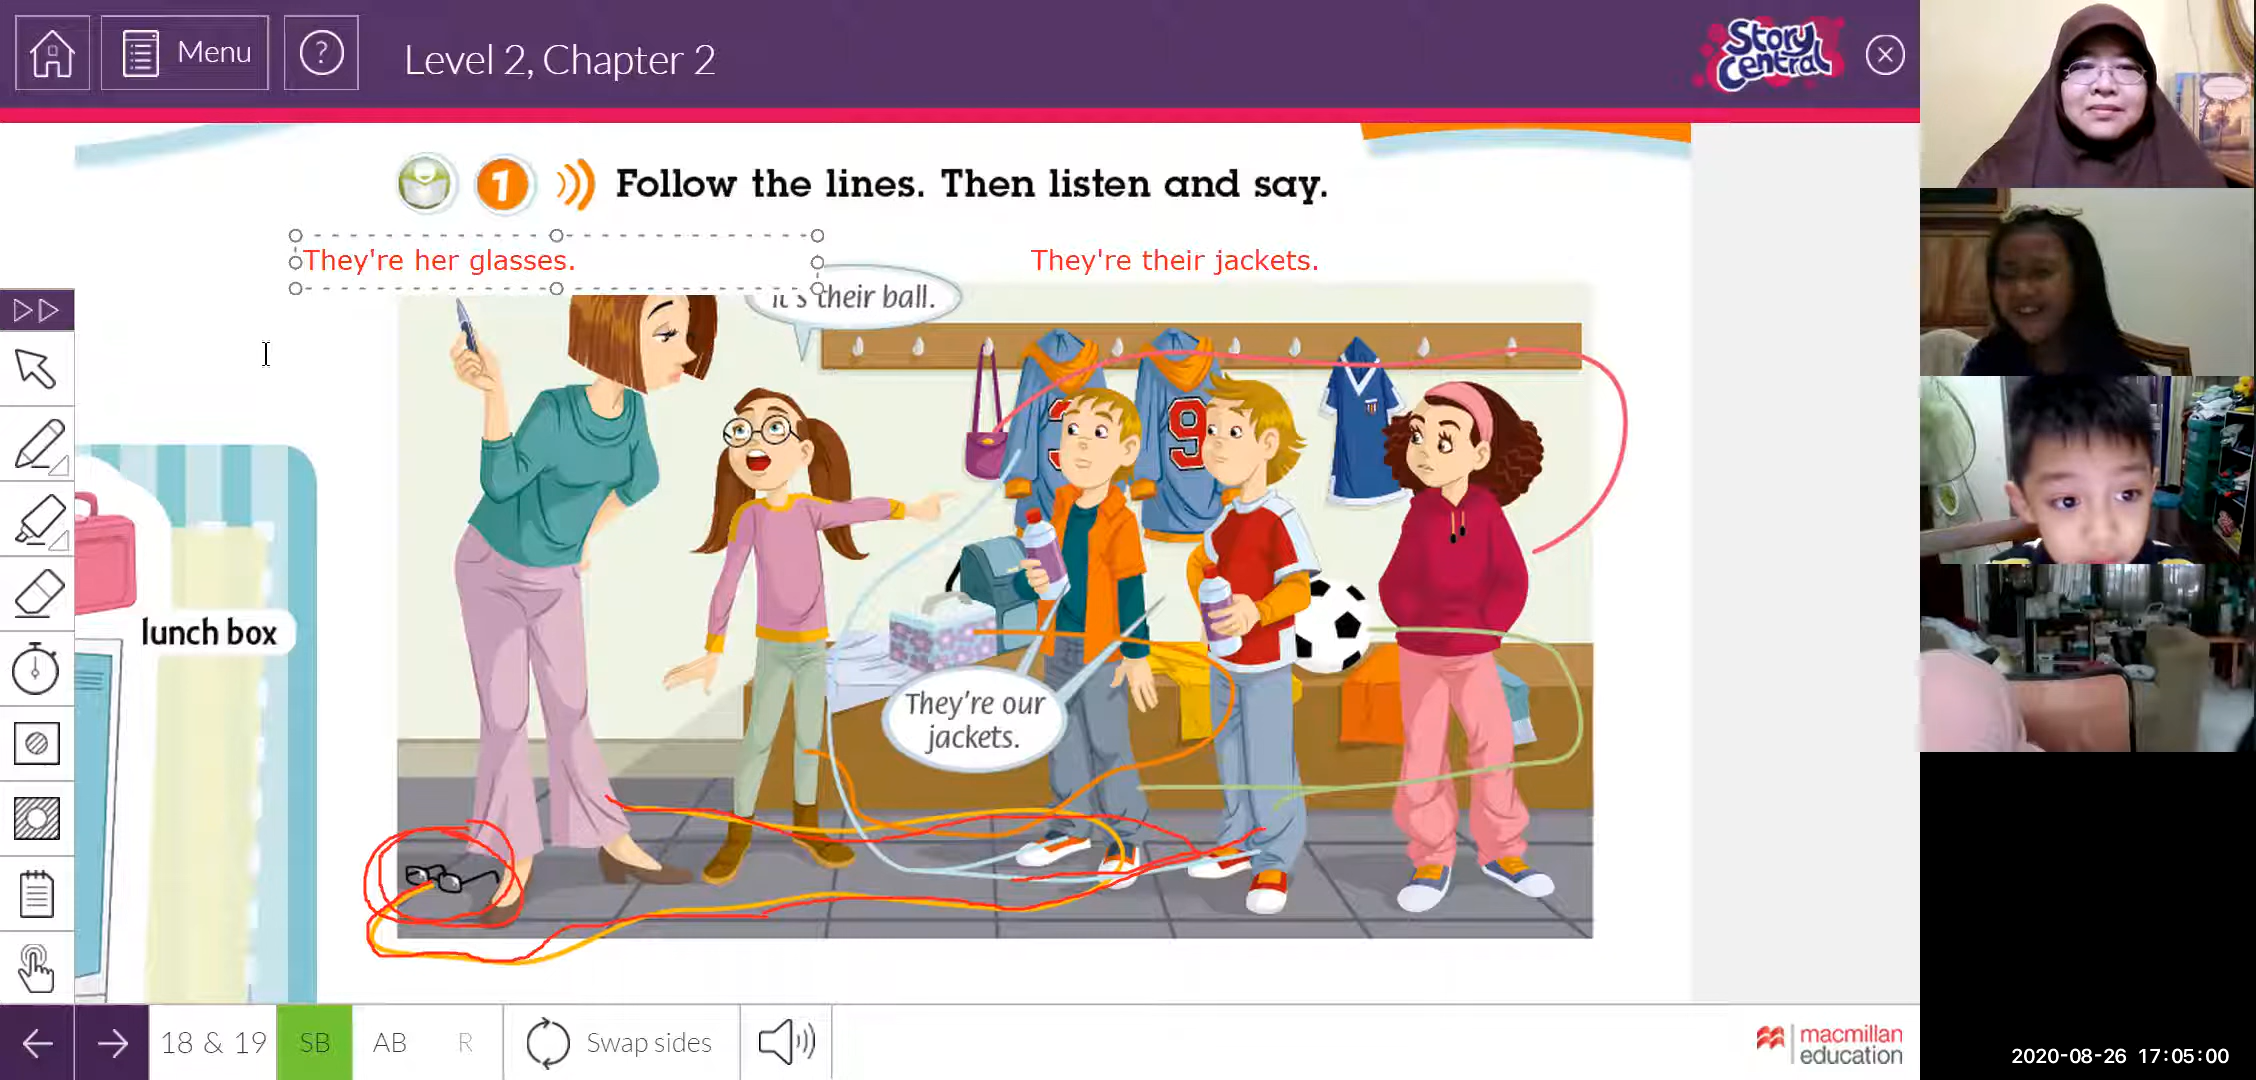 Menu
?
Level 2, Chapter 2
Story
Central
1
Follow the lines. Then listen and say.
They're her glasses.
They're their jackets.
It's their ball.
9
They're our
jackets.
lunch box
18 & 19
SB
AB
R
Swap sides
macmillan
education
2020-08-26 17:05:00